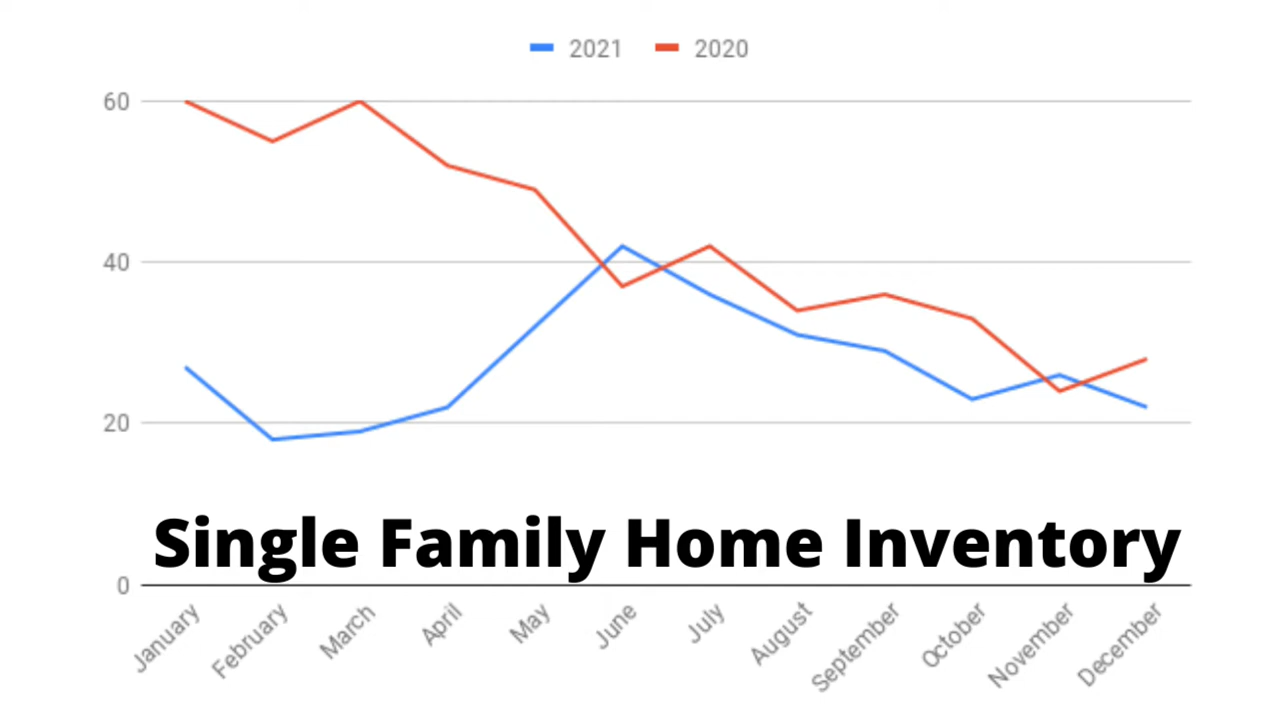 2021 2020
60
40
20
Single Family Home Inventory
0
January February March April May June July August September October November December